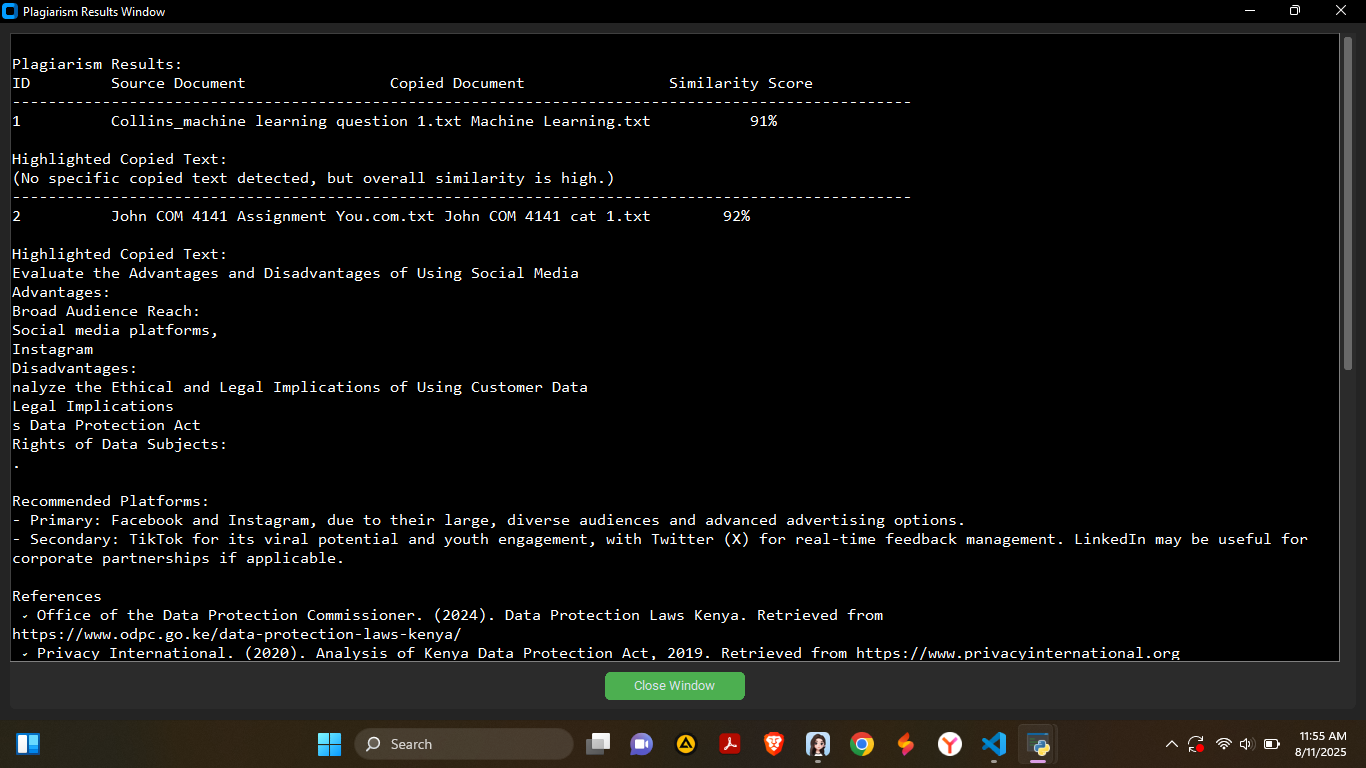 Plagiarism Results Window
Plagiarism Results:
ID Source Document Copied Document Similarity Score
----------------------------------------------------------------------------------------------------
1 Collins_machine learning question 1.txt Machine Learning.txt 91%
Highlighted Copied Text:
(No specific copied text detected, but overall similarity is high.)
----------------------------------------------------------------------------------------------------
2 John COM 4141 Assignment You.com.txt John COM 4141 cat 1.txt 92%
Highlighted Copied Text:
Evaluate the Advantages and Disadvantages of Using Social Media
Advantages:
Broad Audience Reach:
Social media platforms,
Instagram
Disadvantages:
nalyze the Ethical and Legal Implications of Using Customer Data
Legal Implications
s Data Protection Act
Rights of Data Subjects:
.
Recommended Platforms:
- Primary: Facebook and Instagram, due to their large, diverse audiences and advanced advertising options.
- Secondary: TikTok for its viral potential and youth engagement, with Twitter (X) for real-time feedback management. LinkedIn may be useful for
corporate partnerships if applicable.
References
✓ Office of the Data Protection Commissioner. (2024). Data Protection Laws Kenya. Retrieved from
https://www.odpc.go.ke/data-protection-laws-kenya/
✓ Privacy International. (2020). Analysis of Kenya Data Protection Act, 2019. Retrieved from https://www.privacyinternational.org
Close Window
Search
11:55 AM
8/11/2025